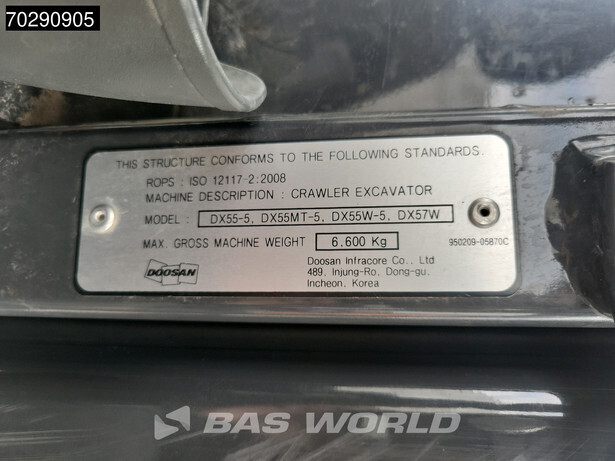 70290905
THIS STRUCTURE CONFORMS TO THE FOLLOWING STANDARDS.
ROPS : ISO 12117-2:2008
MACHINE DESCRIPTION : CRAWLER EXCAVATOR
MODEL : DX55-5, DX55MT-5, DX55W-5, DX57W
MAX. GROSS MACHINE WEIGHT 6.600 Kg 950209-05870C
DOOSAN Doosan Infracore Co., Ltd
489, Injung-Ro, Dong-gu,
Incheon, Korea
BAS WORLD